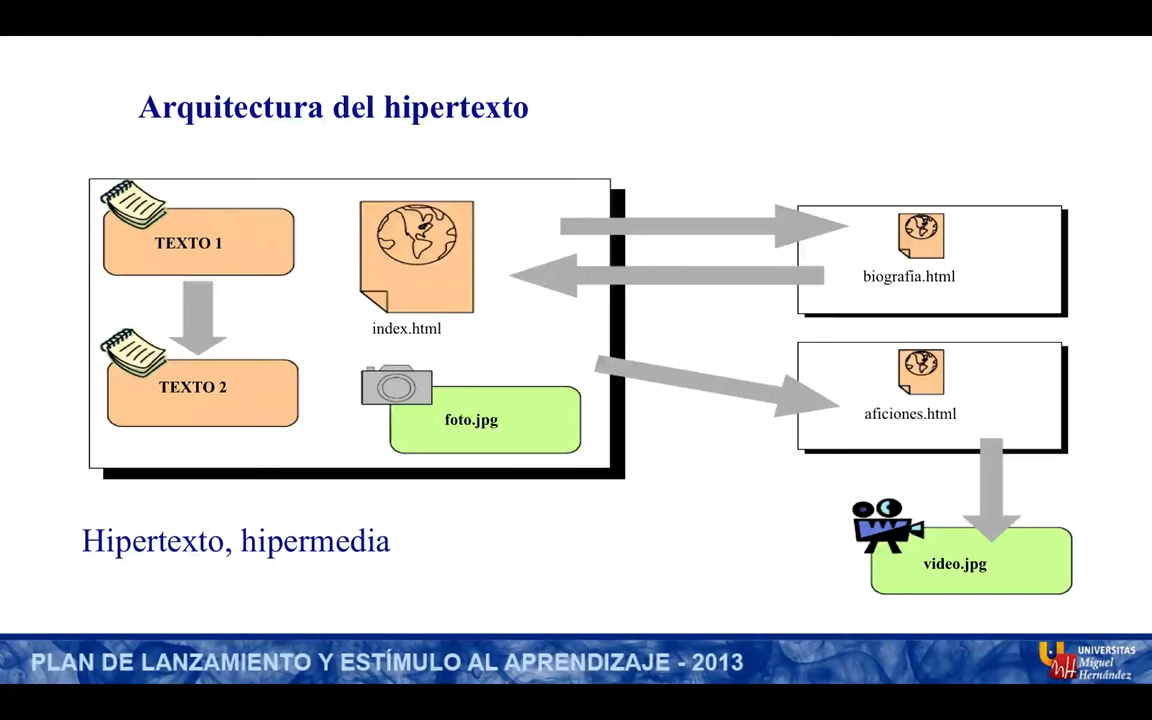 Arquitectura del hipertexto
TEXTO 1
TEXTO 2
index.html
foto.jpg
biografia.html
aficiones.html
video.jpg
Hipertexto, hipermedia
PLAN DE LANZAMIENTO Y ESTÍMULO AL APRENDIZAJE - 2013
UNIVERSITAS
Miguel
Hernández